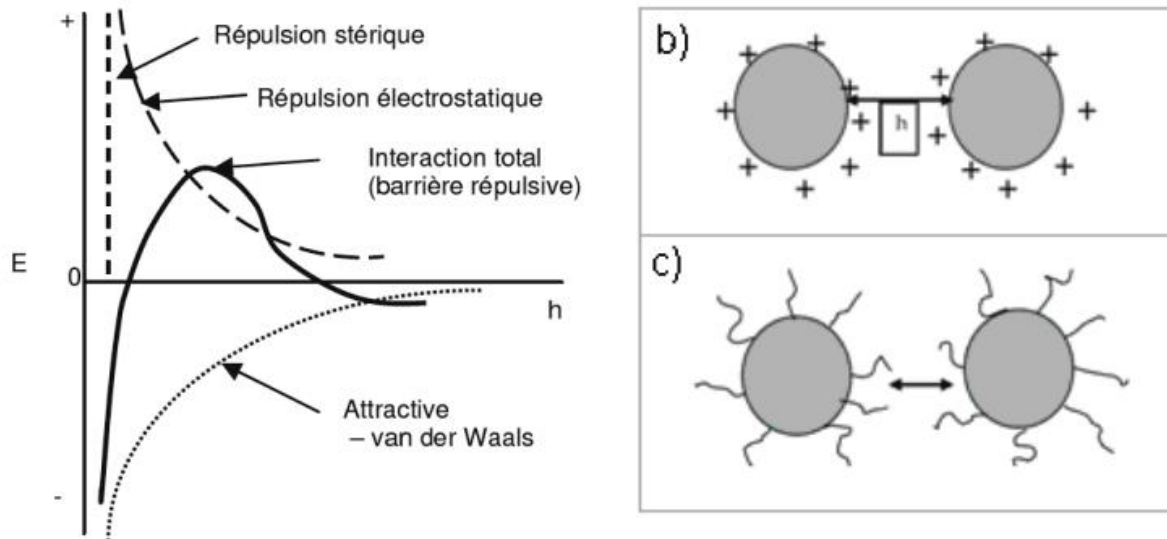 +
Répulsion stérique
Répulsion électrostatique
Interaction total
(barrière répulsive)
E
0
h
Attractive
– van der Waals
-
b)
+ +
+ +
h
+ + + +
+ + + +
+ +
c)